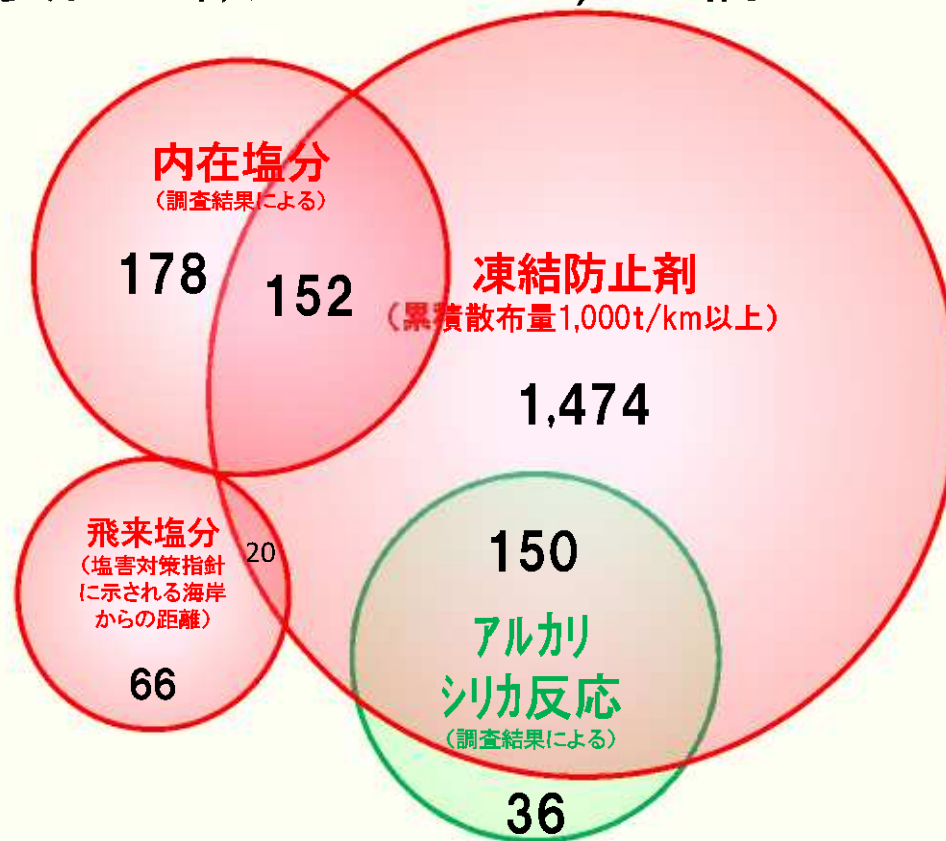 内在塩分
（調査結果による）
178
152
凍結防止剤
（累積散布量1,000t/km以上）
1,474
飛来塩分
（塩害対策指針
に示される海岸
からの距離）
20
66
150
アルカリ
シリカ反応
（調査結果による）
36